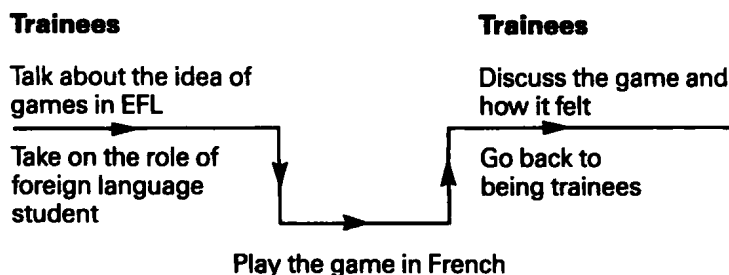 Trainees
Talk about the idea of
games in EFL
Take on the role of
foreign language
student
Play the game in French
Trainees
Discuss the game and
how it felt
Go back to
being trainees